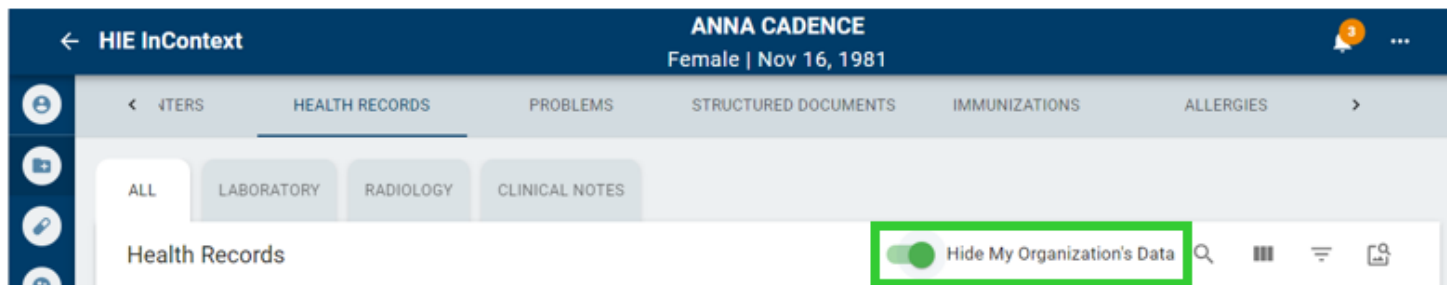 HIE InContext
ANNA CADENCE
Female | Nov 16, 1981
3
HEALTH RECORDS PROBLEMS STRUCTURED DOCUMENTS IMMUNIZATIONS ALLERGIES
ALL LABORATORY RADIOLOGY CLINICAL NOTES
Health Records Hide My Organization's Data